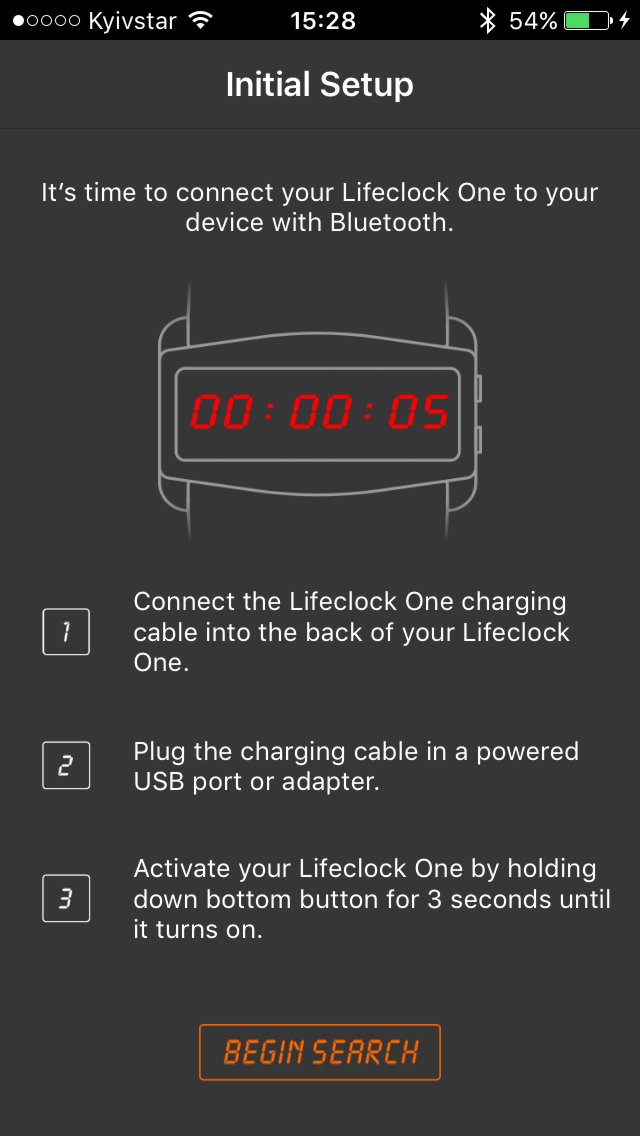 Kyivstar 15:28 54%
Initial Setup
It’s time to connect your Lifeclock One to your
device with Bluetooth.
00:00:05
1
Connect the Lifeclock One charging
cable into the back of your Lifeclock
One.
2
Plug the charging cable in a powered
USB port or adapter.
3
Activate your Lifeclock One by holding
down bottom button for 3 seconds until
it turns on.
BEGIN SEARCH